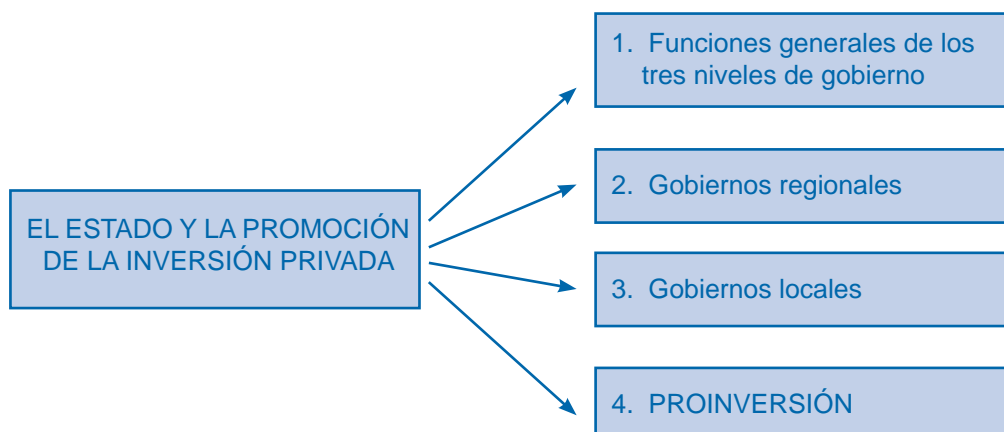 1. Funciones generales de los
tres niveles de gobierno
2. Gobiernos regionales
EL ESTADO Y LA PROMOCIÓN
DE LA INVERSIÓN PRIVADA
3. Gobiernos locales
4. PROINVERSIÓN